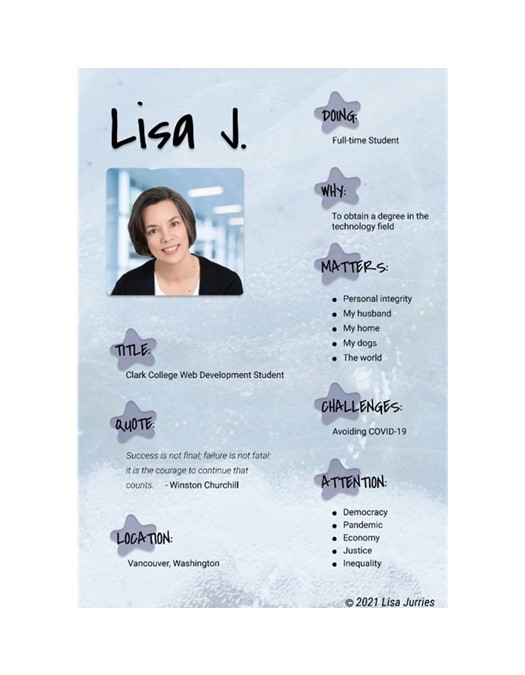 Lisa J.
TITLE:
Clark College Web Development Student
QUOTE:
Success is not final; failure is not fatal:
it is the courage to continue that
counts. - Winston Churchill
LOCATION:
Vancouver, Washington
DOING:
Full-time Student
WHY:
To obtain a degree in the
technology field
MATTERS:
Personal integrity
My husband
My home
My dogs
The world
CHALLENGES:
Avoiding COVID-19
ATTENTION:
Democracy
Pandemic
Economy
Justice
Inequality
© 2021 Lisa Jurries